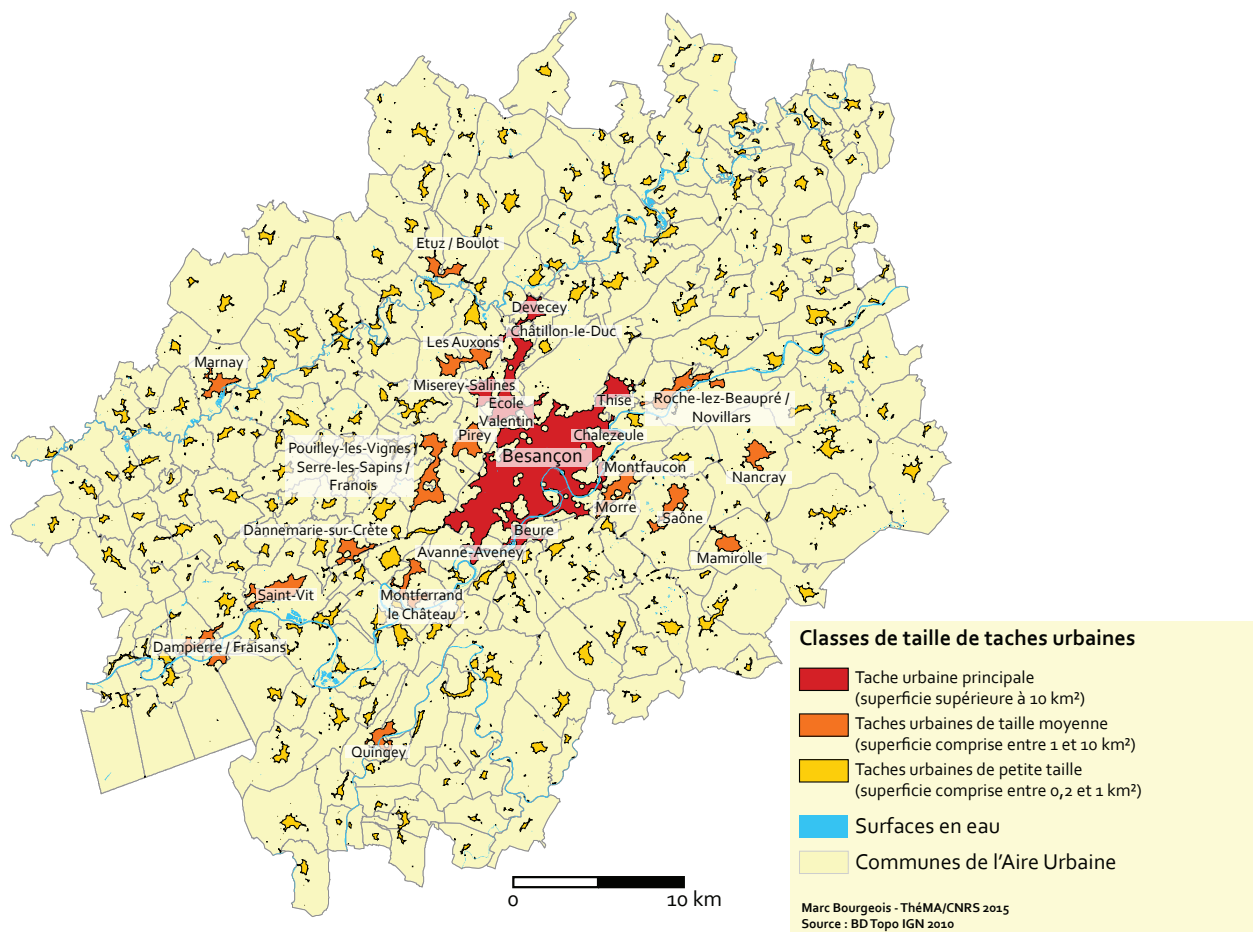 Etuz / Boulot
Devecey
Châtillon-le-Duc
Les Auxons
Marnay
Miserey-Salines
Ecole
Valentin
Thise
Roche-lez-Beaupré /
Novillars
Pirey
Chalezeule
Pouilley-les-Vignes /
Serre-les-Sapins /
Franois
Besançon
Montfaucon
Nancray
Morre
Saône
Dannemarie-sur-Crète
Beure
Avanne-Aveney
Mamirolle
Saint-Vit
Montferrand
le Château
Dampierre / Fraisans
Quingey
0
10 km
Classes de taille de taches urbaines
Tache urbaine principale
(superficie supérieure à 10 km²)
Taches urbaines de taille moyenne
(superficie comprise entre 1 et 10 km²)
Taches urbaines de petite taille
(superficie comprise entre 0,2 et 1 km²)
Surfaces en eau
Communes de l'Aire Urbaine
Marc Bourgeois - ThéMA/CNRS 2015
Source : BD Topo IGN 2010